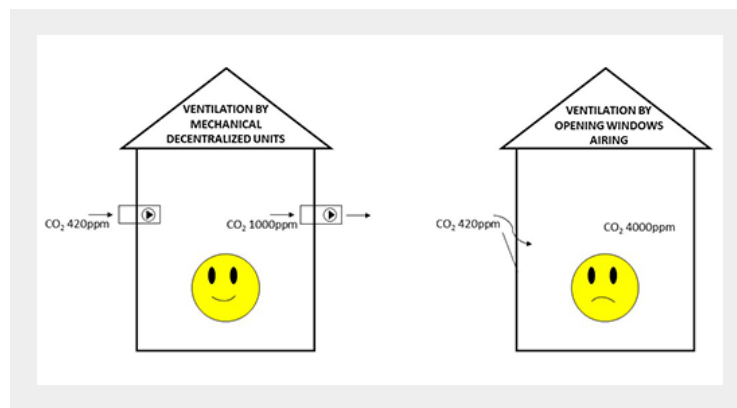 VENTILATION BY
MECHANICAL
DECENTRALIZED UNITS
CO₂ 420ppm
CO₂ 1000ppm
VENTILATION BY
OPENING WINDOWS
AIRING
CO₂ 420ppm
CO₂ 4000ppm